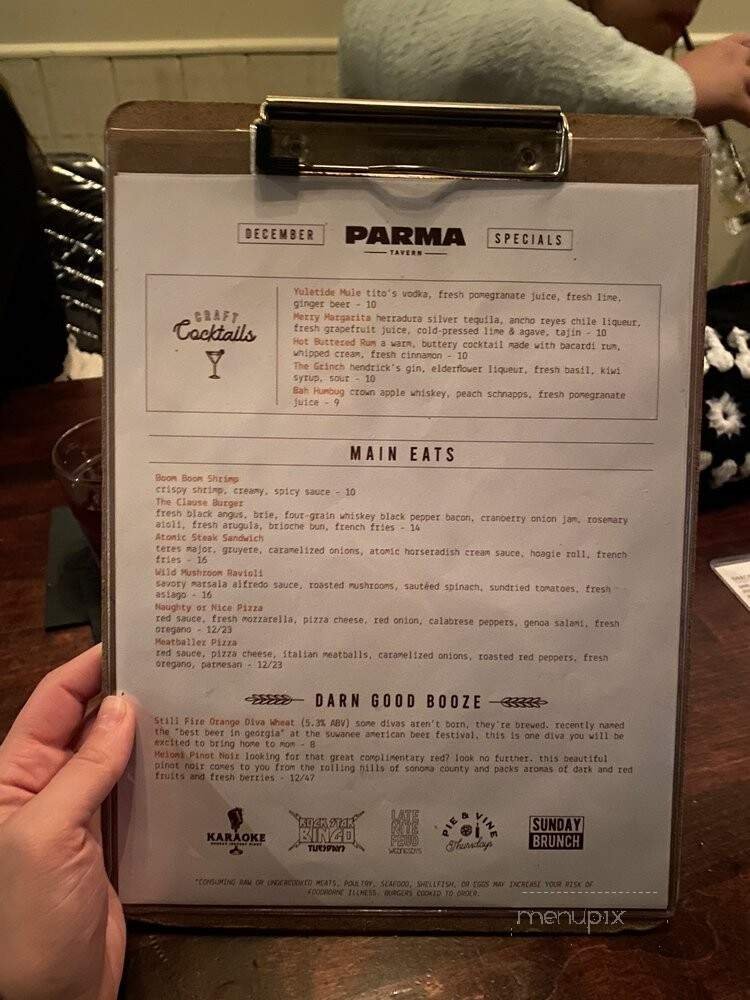 DECEMBER PARMA SPECIALS
TAVERN
CRAFT
Cocktails
Yuletide Mule tito's vodka, fresh pomegranate juice, fresh lime,
ginger beer - 10
Merry Margarita herradura silver tequila, ancho reyes chile liqueur,
fresh grapefruit juice, cold-pressed lime & agave, tajin - 10
Hot Buttered Rum a warm, buttery cocktail made with bacardi rum,
whipped cream, fresh cinnamon - 10
The Grinch hendrick's gin, elderflower liqueur, fresh basil, kiwi
syrup, sour - 10
Bah Humbug crown apple whiskey, peach schnapps, fresh pomegranate
juice - 9
MAIN EATS
Boom Boom Shrimp
crispy shrimp, creamy, spicy sauce - 10
The Clause Burger
fresh black angus, brie, four-grain whiskey black pepper bacon, cranberry onion jam, rosemary
aioli, fresh arugula, brioche bun, french fries - 14
Atomic Steak Sandwich
teres major, gruyere, caramelized onions, atomic horseradish cream sauce, hoagie roll, french
fries - 16
Wild Mushroom Ravioli
savory marsala alfredo sauce, roasted mushrooms, sautéed spinach, sundried tomatoes, fresh
asiago - 16
Naughty or Nice Pizza
red sauce, fresh mozzarella, pizza cheese, red onion, calabrese peppers, genoa salami, fresh
oregano - 12/23
Meatballez Pizza
red sauce, pizza cheese, italian meatballs, caramelized onions, roasted red peppers, fresh
oregano, parmesan - 12/23
DARN GOOD BOOZE
Still Fire Orange Diva Wheat (5.3% ABV) some divas aren't born, they're brewed. recently named
the "best beer in georgia" at the suwanee american beer festival, this is one diva you will be
excited to bring home to mom - 8
Meiomi Pinot Noir looking for that great complimentary red? look no further. this beautiful
pinot noir comes to you from the rolling hills of sonoma county and packs aromas of dark and red
fruits and fresh berries - 12/47
KARAOKE
ROCK STAR
BINGO
TUESDAYS
LATE
NITE
FEUD
WEDNESDAYS
PIE & VINE
Thursdays
SUNDAY
BRUNCH
*CONSUMING RAW OR UNDERCOOKED MEATS, POULTRY, SEAFOOD, SHELLFISH, OR EGGS MAY INCREASE YOUR RISK OF
FOODBORNE ILLNESS. BURGERS COOKED TO ORDER.
menupix